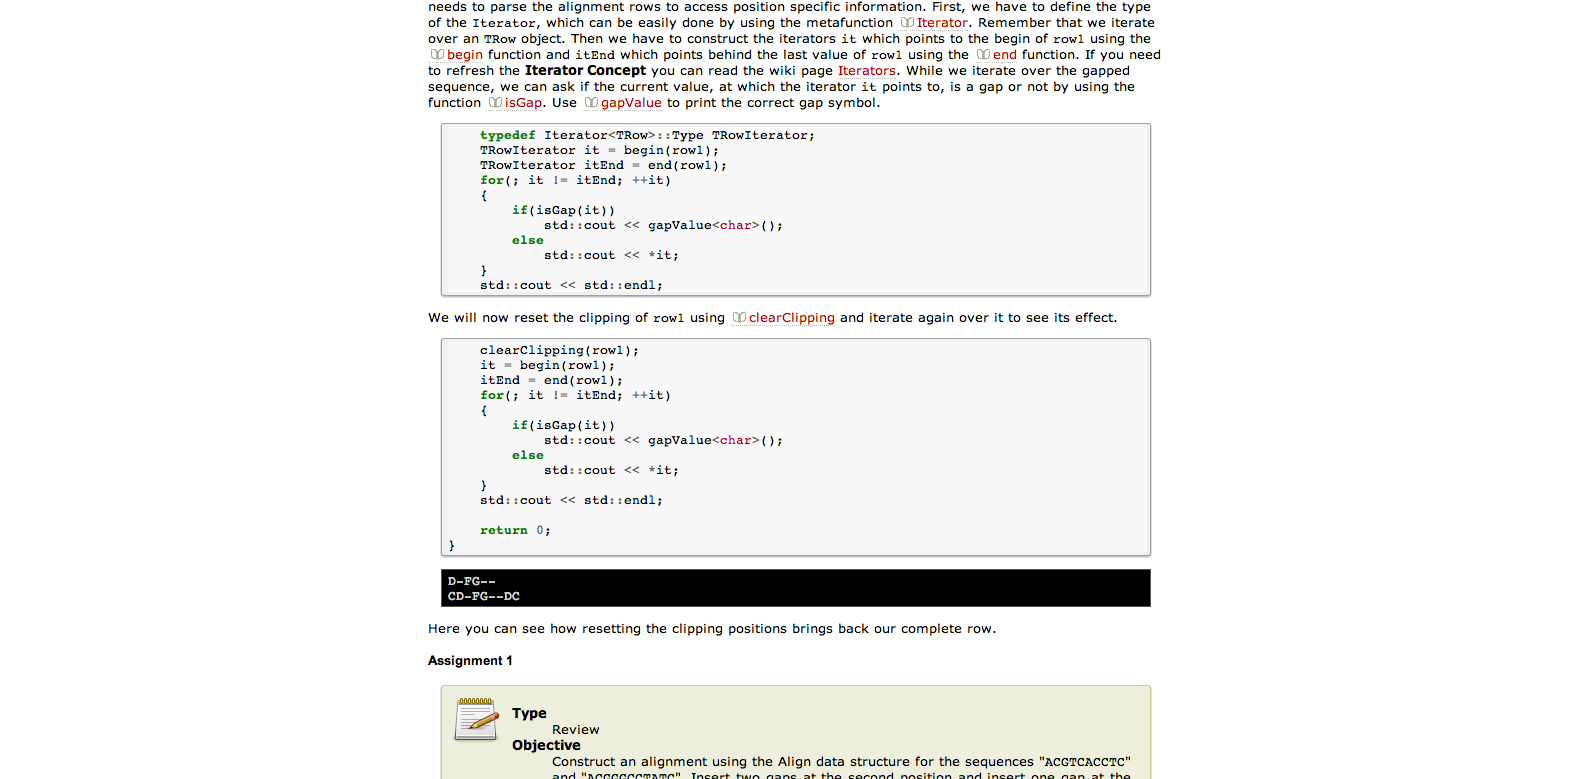 needs to parse the alignment rows to access position specific information. First, we have to define the type
of the Iterator, which can be easily done by using the metafunction Iterator. Remember that we iterate
over an TRow object. Then we have to construct the iterators it which points to the begin of row1 using the
begin function and itEnd which points behind the last value of row1 using the end function. If you need
to refresh the Iterator Concept you can read the wiki page Iterators. While we iterate over the gapped
sequence, we can ask if the current value, at which the iterator it points to, is a gap or not by using the
function isGap. Use gapValue to print the correct gap symbol.
typedef Iterator<TRow>::Type TRowIterator;
TRowIterator it = begin(row1);
TRowIterator itEnd = end(row1);
for(; it != itEnd; ++it)
{
if(isGap(it))
std::cout << gapValue<char>();
else
std::cout << *it;
}
std::cout << std::endl;
We will now reset the clipping of row1 using clearClipping and iterate again over it to see its effect.
clearClipping(row1);
it = begin(row1);
itEnd = end(row1);
for(; it != itEnd; ++it)
{
if(isGap(it))
std::cout << gapValue<char>();
else
std::cout << *it;
}
std::cout << std::endl;
return 0;
}
D-FG--
CD-FG--DC
Here you can see how resetting the clipping positions brings back our complete row.
Assignment 1
Type
Review
Objective
Construct an alignment using the Align data structure for the sequences "ACGTCACCTC"
and "ACGGGCCTATC". Insert two gaps at the second position and insert one gap at the